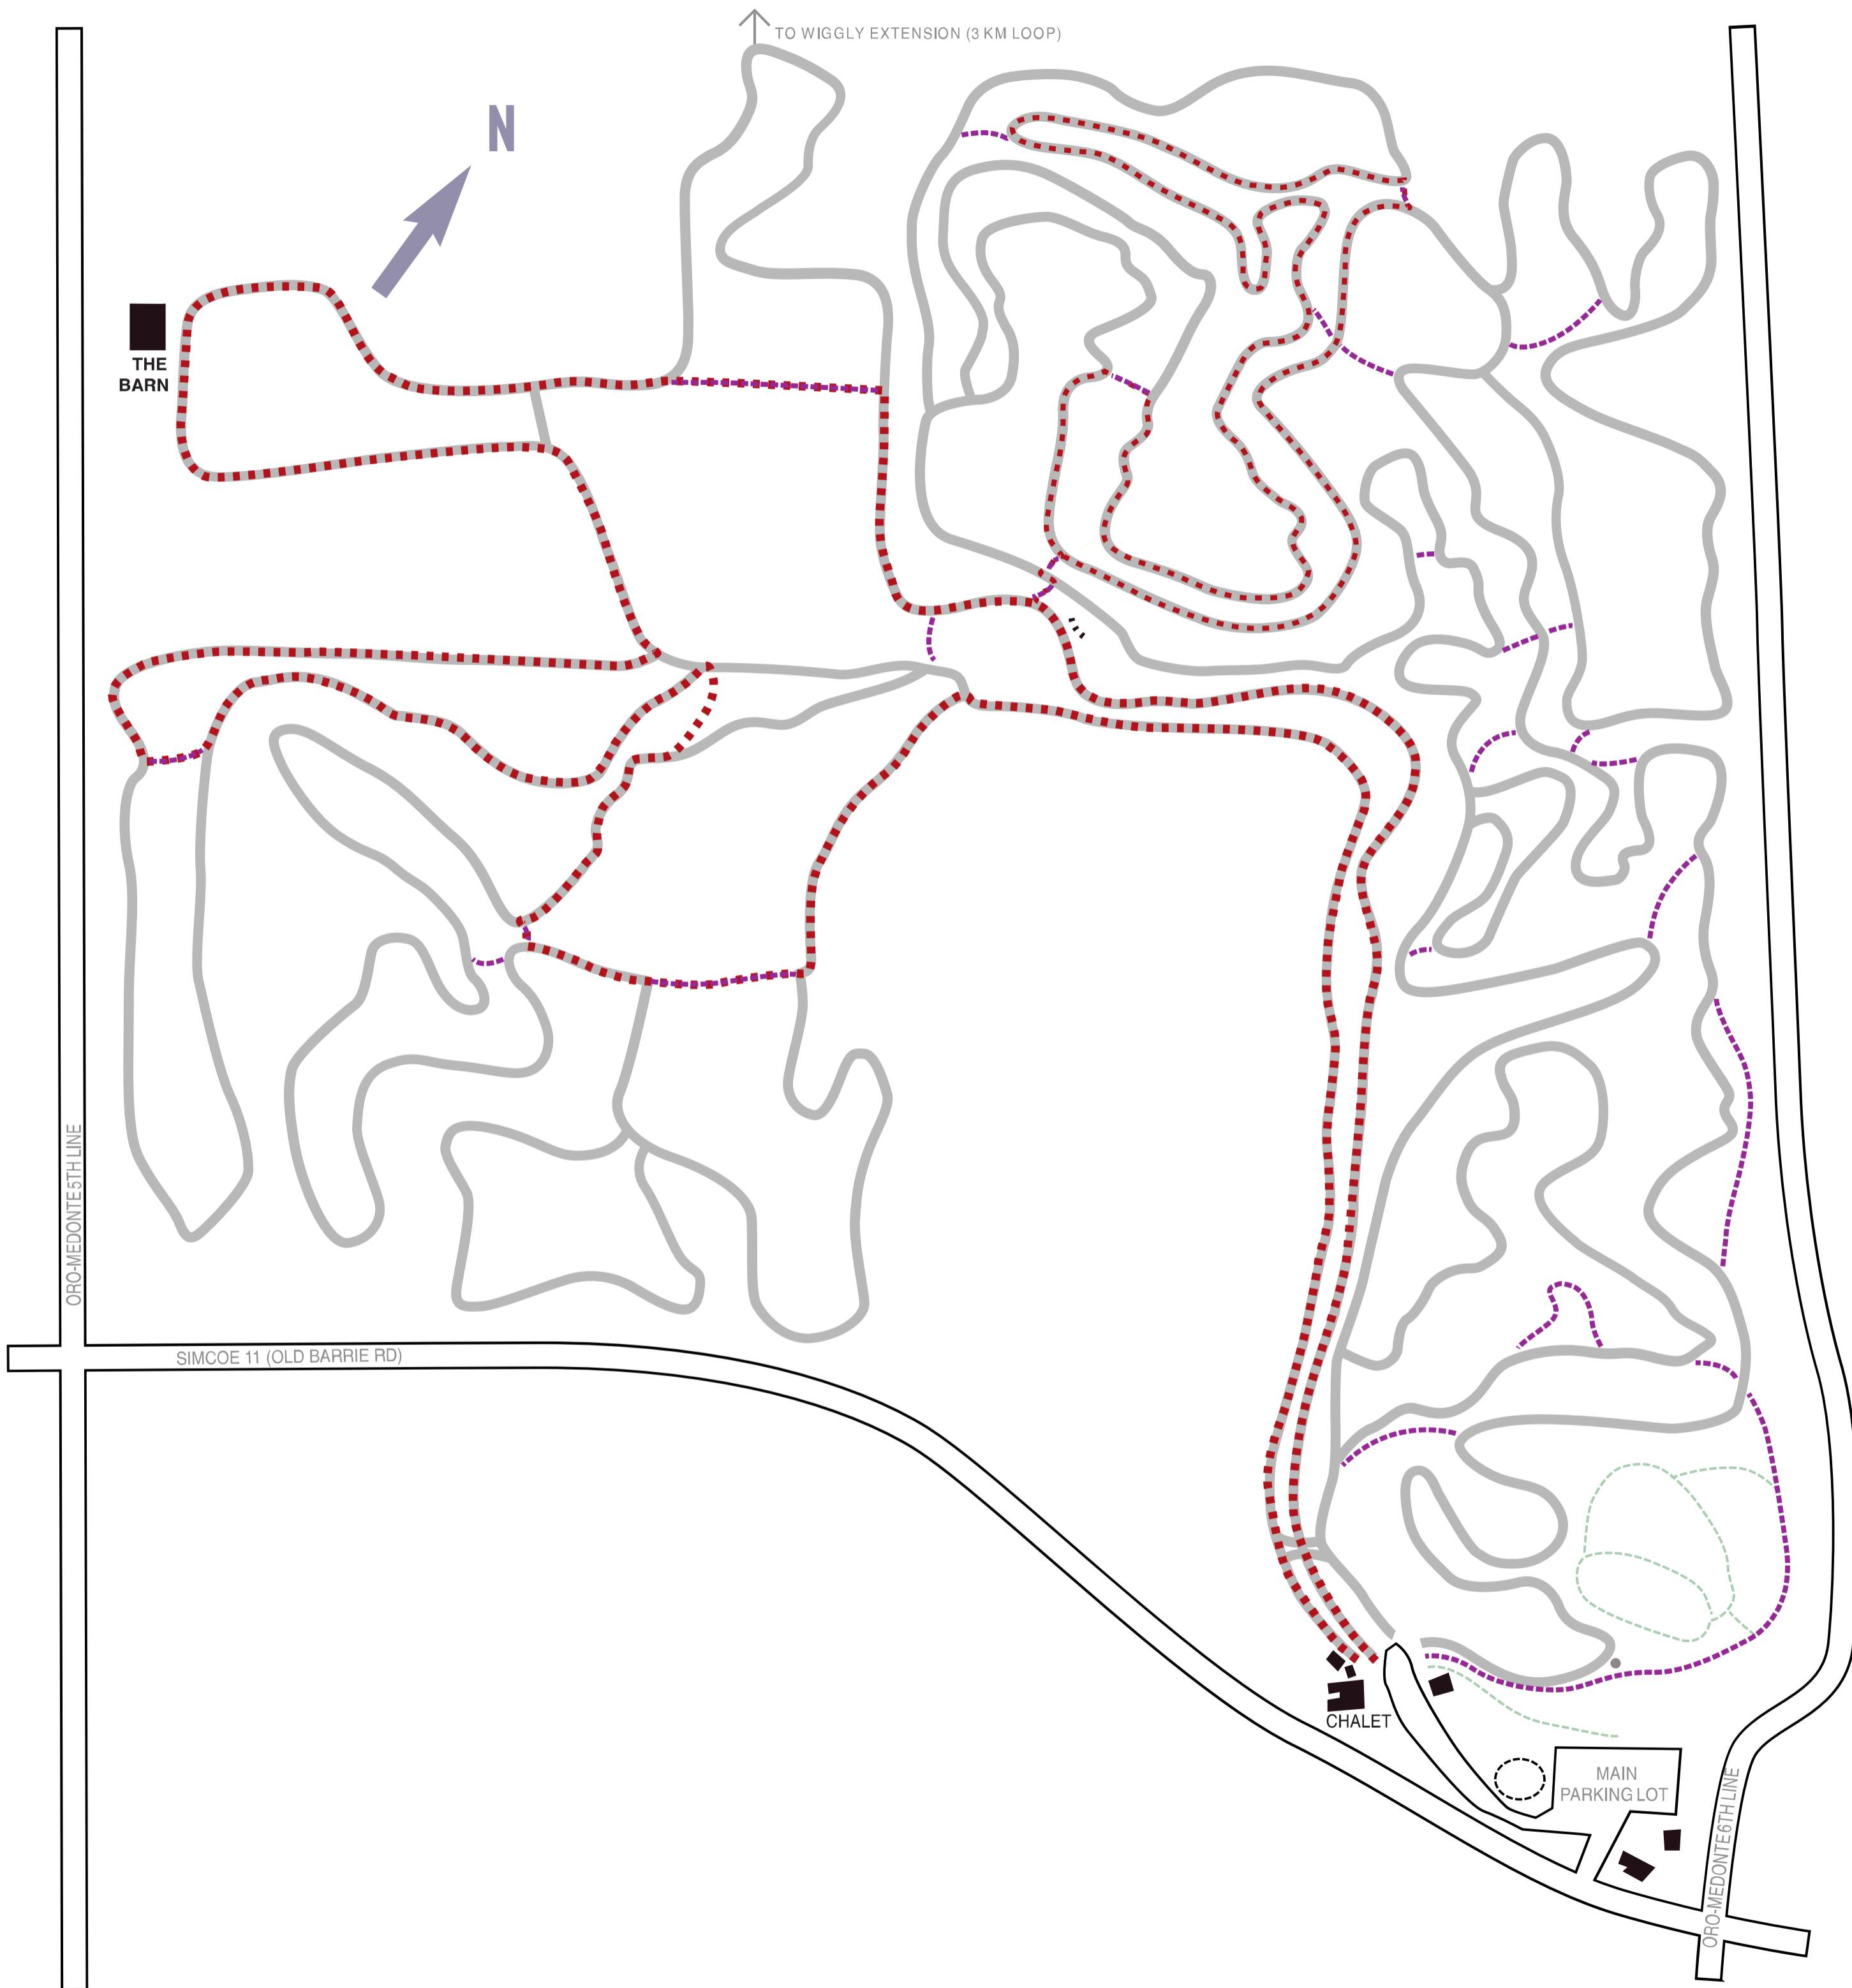 TO WIGGLY EXTENSION (3 KM LOOP)
N
THE
BARN
ORO-MEDONTE 5TH LINE
SIMCOE 11 (OLD BARRIE RD)
CHALET
MAIN
PARKING LOT
ORO-MEDONTE 6TH LINE